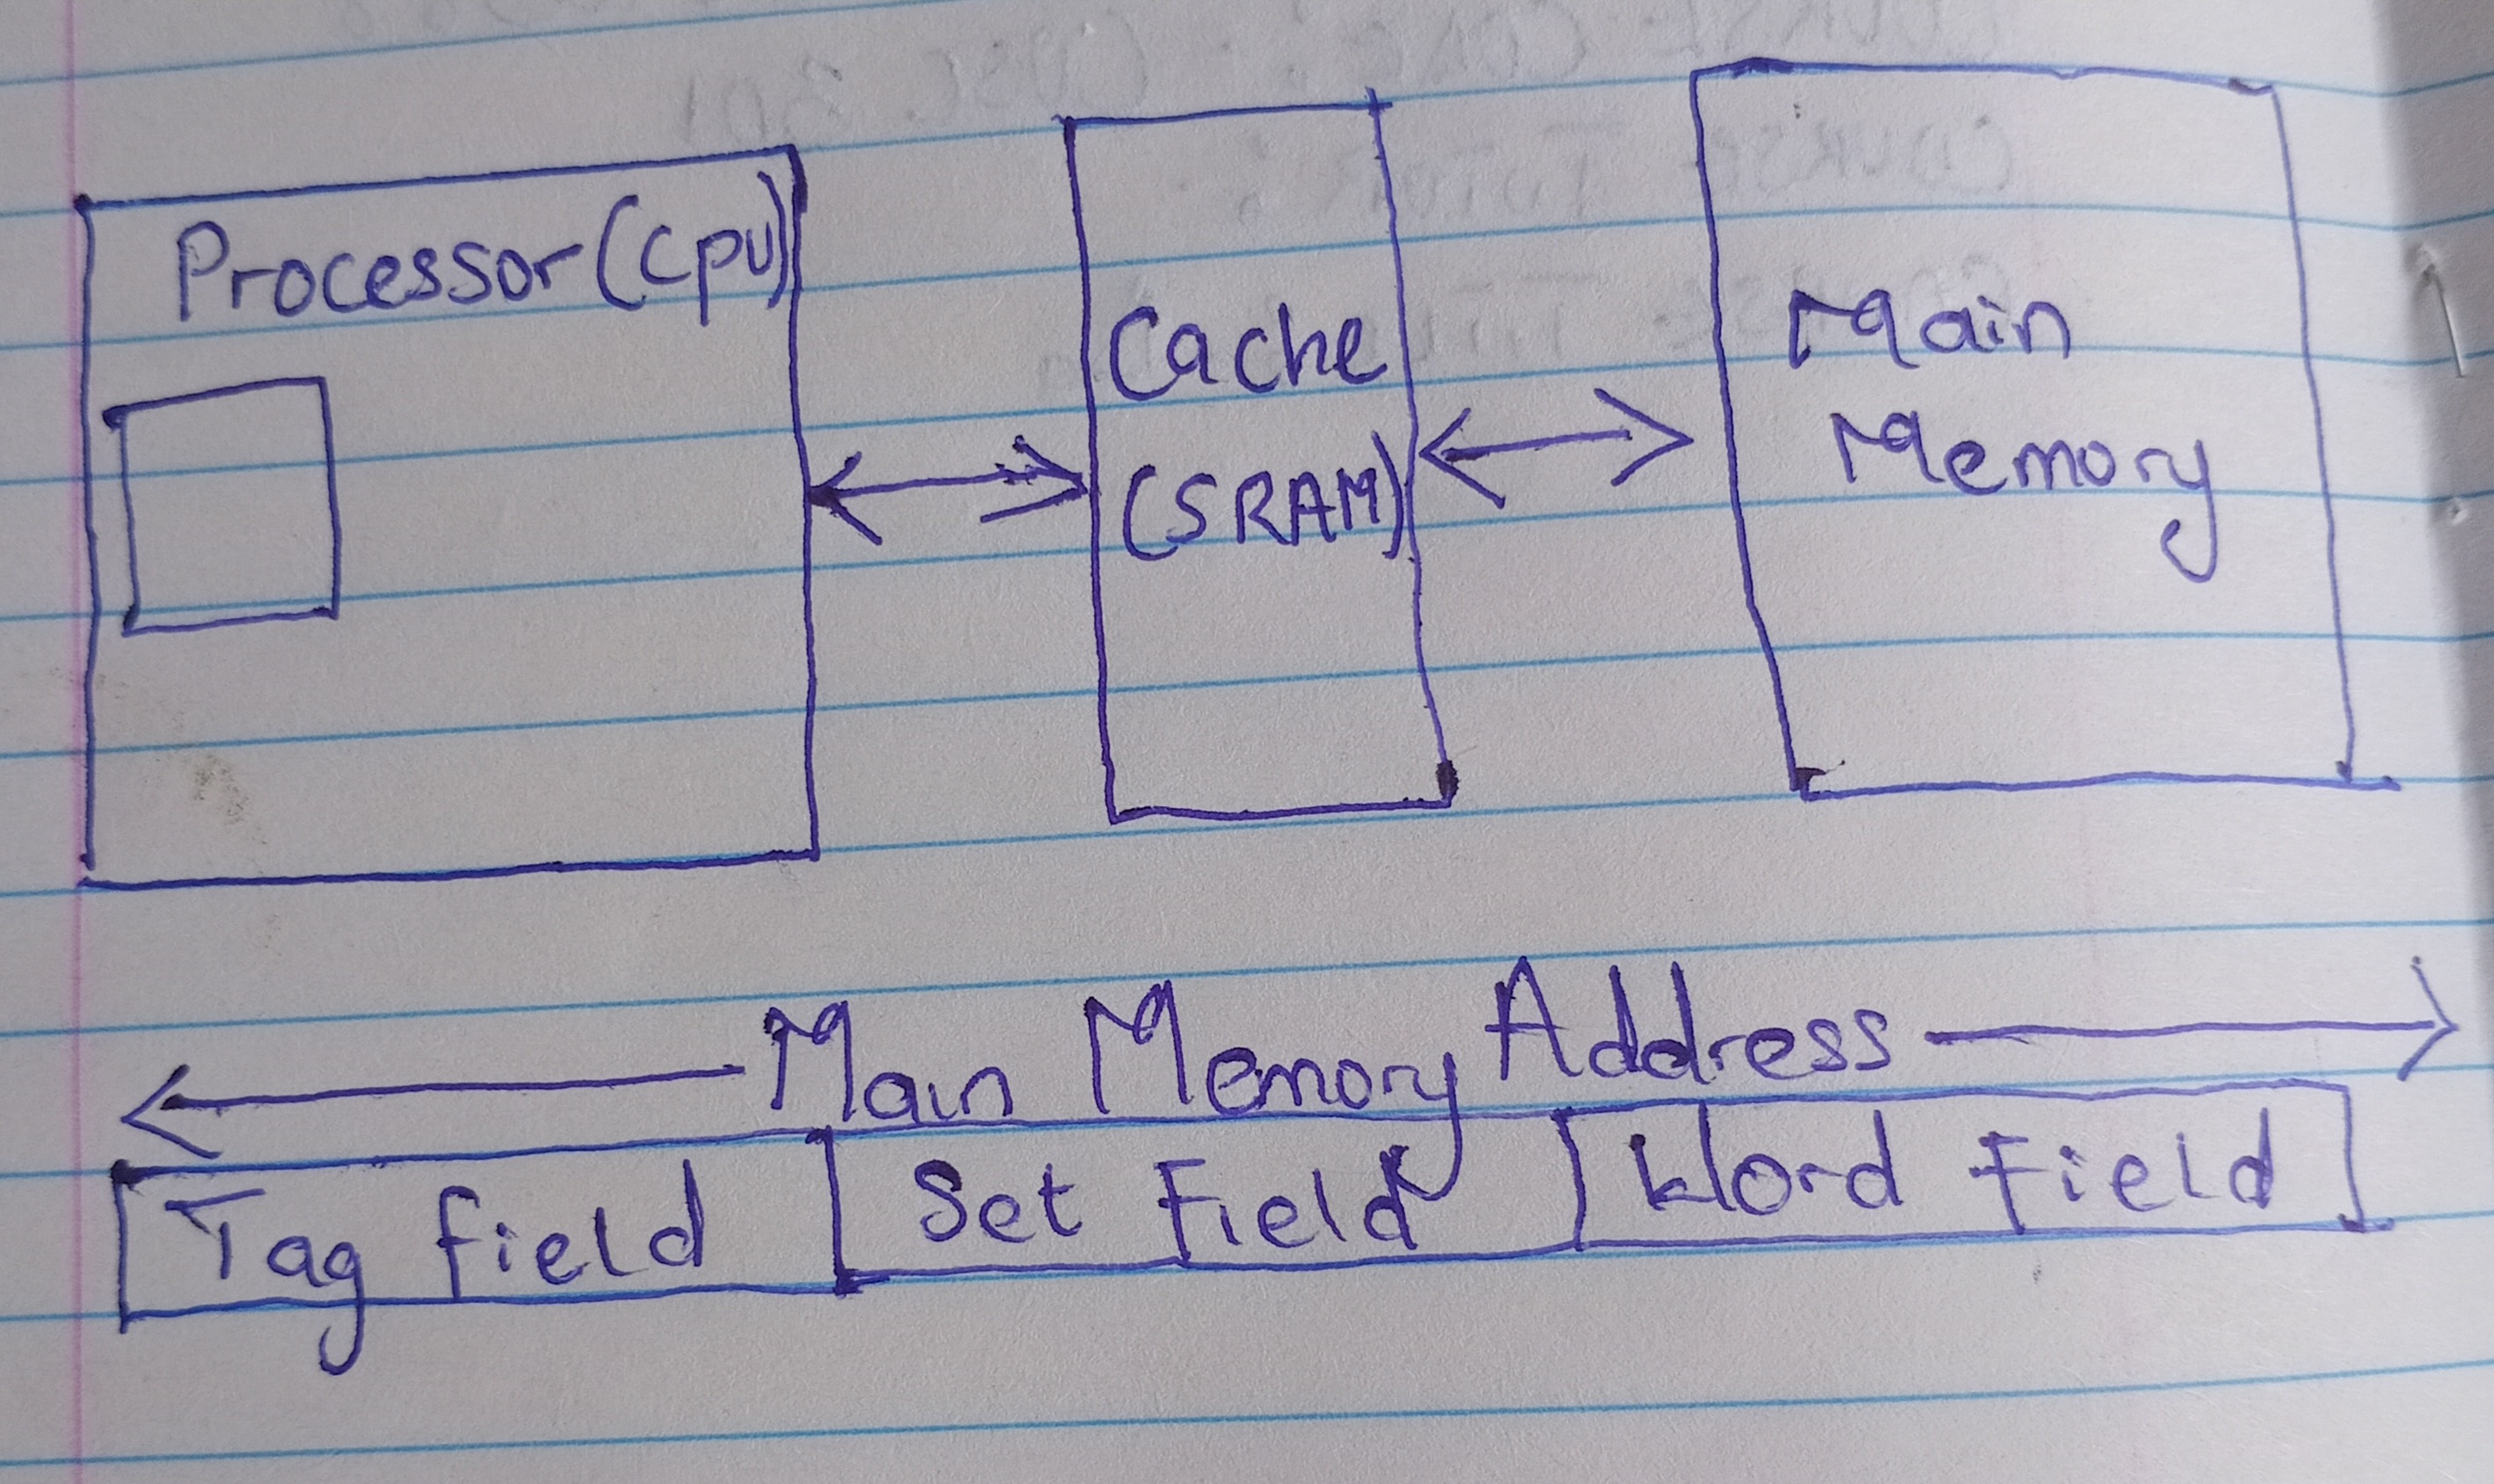 Processor (Cpu)
Cache
(SRAM)
Main
Memory
Main Memory Address
Tag field
Set Field
Word Field